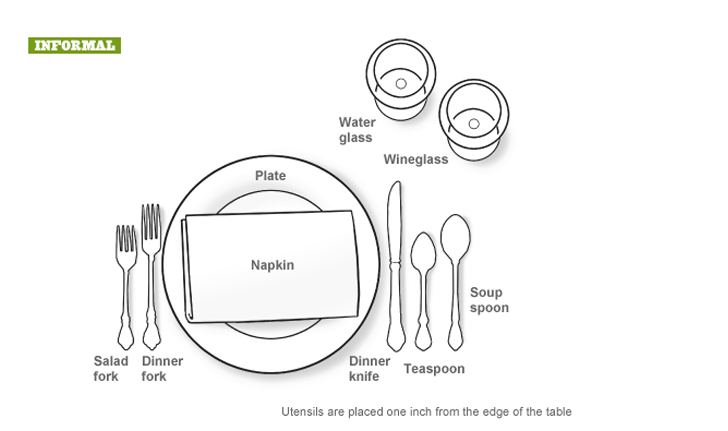 INFORMAL
Water
glass
Wineglass
Plate
Napkin
Soup
spoon
Salad
fork
Dinner
fork
Dinner
knife
Teaspoon
Utensils are placed one inch from the edge of the table